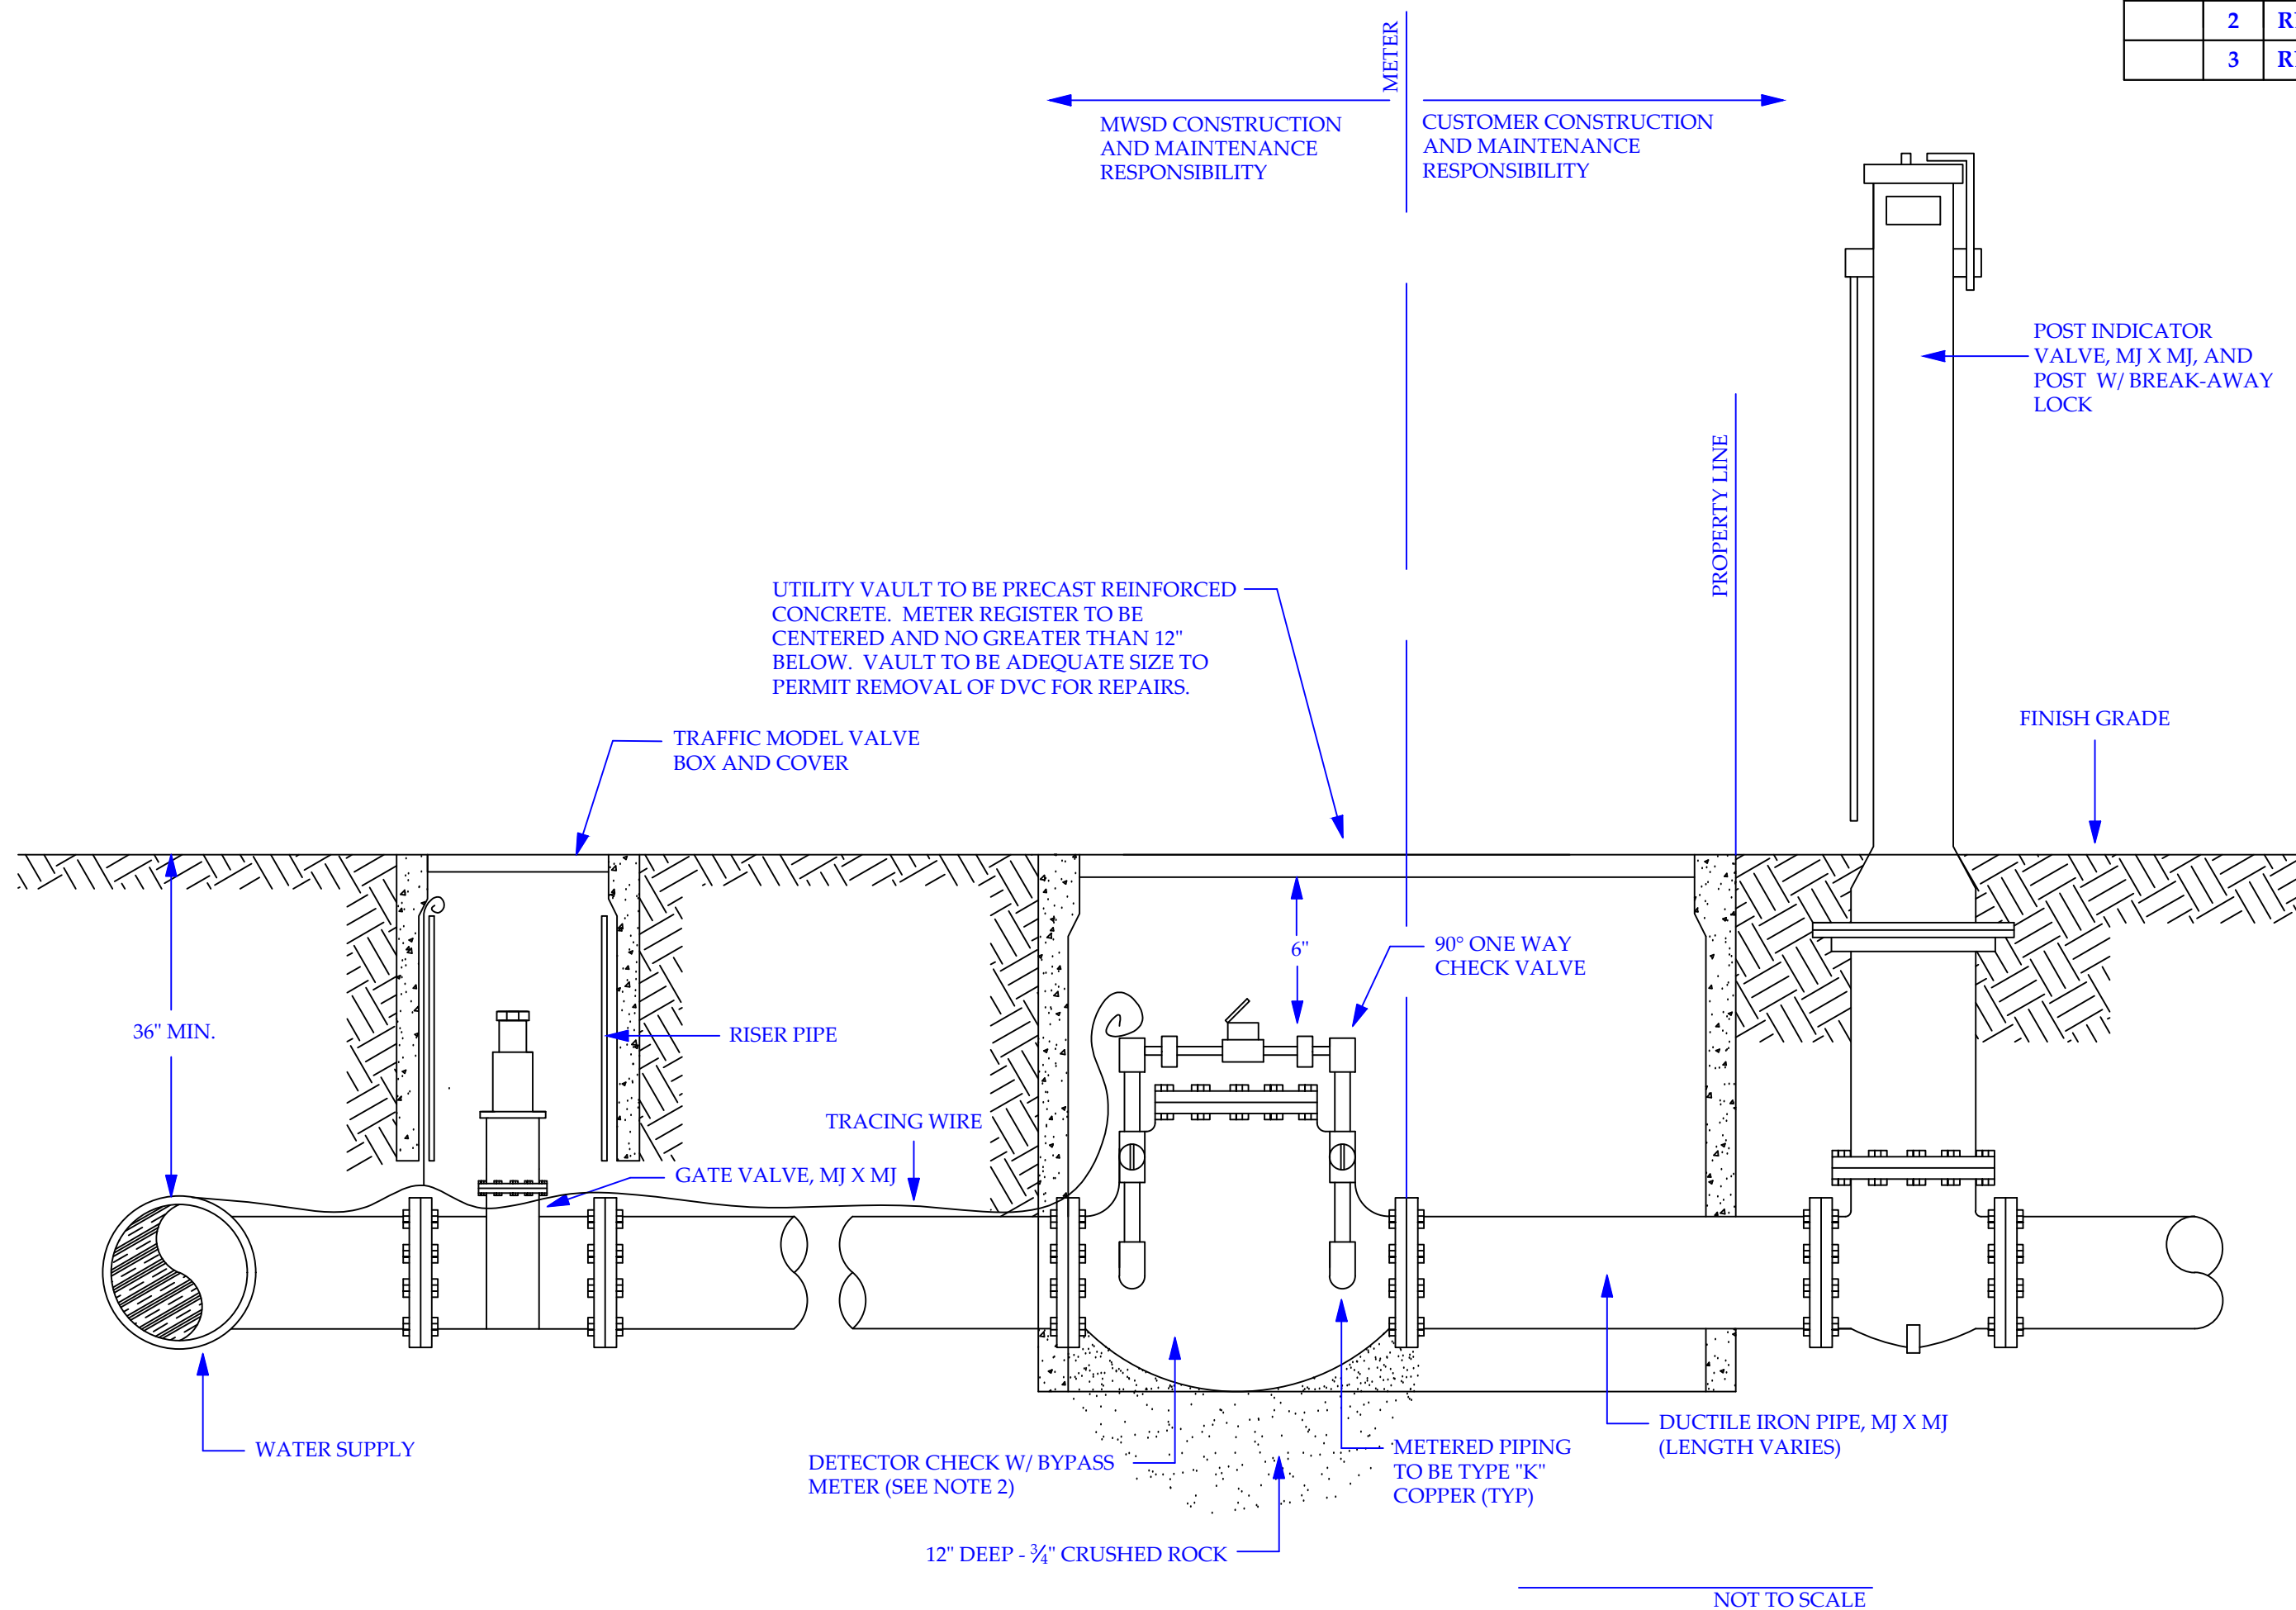 2 R
3 R
METER
MWSD CONSTRUCTION
AND MAINTENANCE
RESPONSIBILITY
CUSTOMER CONSTRUCTION
AND MAINTENANCE
RESPONSIBILITY
POST INDICATOR
VALVE, MJ X MJ, AND
POST W/ BREAK-AWAY
LOCK
PROPERTY LINE
UTILITY VAULT TO BE PRECAST REINFORCED
CONCRETE. METER REGISTER TO BE
CENTERED AND NO GREATER THAN 12"
BELOW. VAULT TO BE ADEQUATE SIZE TO
PERMIT REMOVAL OF DVC FOR REPAIRS.
FINISH GRADE
TRAFFIC MODEL VALVE
BOX AND COVER
6"
90° ONE WAY
CHECK VALVE
36" MIN.
RISER PIPE
TRACING WIRE
GATE VALVE, MJ X MJ
WATER SUPPLY
DETECTOR CHECK W/ BYPASS
METER (SEE NOTE 2)
METERED PIPING
TO BE TYPE "K"
COPPER (TYP)
DUCTILE IRON PIPE, MJ X MJ
(LENGTH VARIES)
12" DEEP - ¾" CRUSHED ROCK
NOT TO SCALE